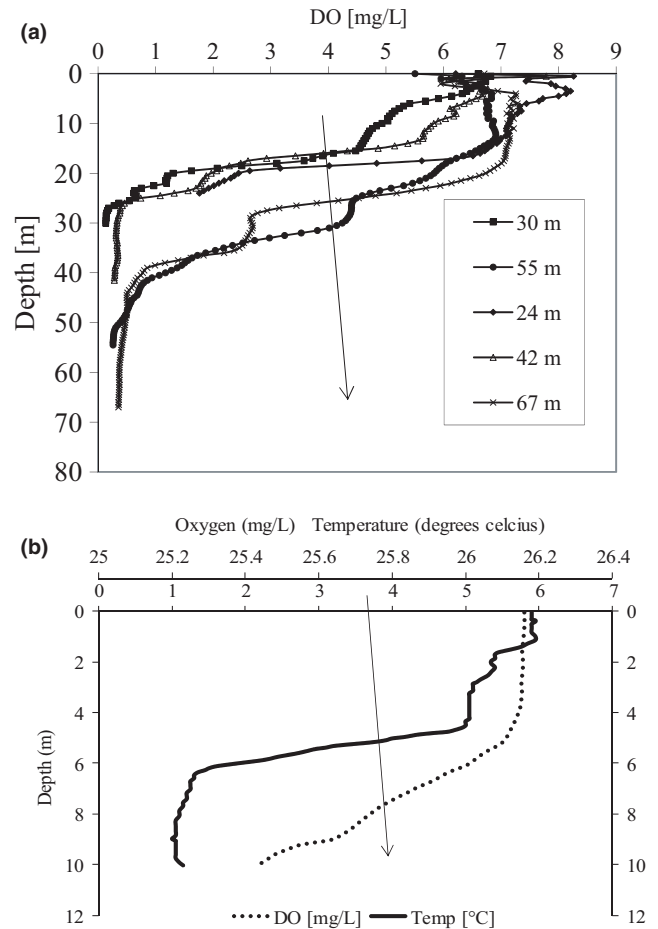 (a)
DO [mg/L]
0 1 2 3 4 5 6 7 8 9
0
10
20
30
40
50
60
70
80
Depth [m]
30 m
55 m
24 m
42 m
67 m
(b)
Oxygen (mg/L) Temperature (degrees celcius)
25 25.2 25.4 25.6 25.8 26 26.2 26.4
0 1 2 3 4 5 6 7
0 0
2 2
4 4
6 6
8 8
10 10
12 12
Depth (m)
DO [mg/L] Temp [°C]